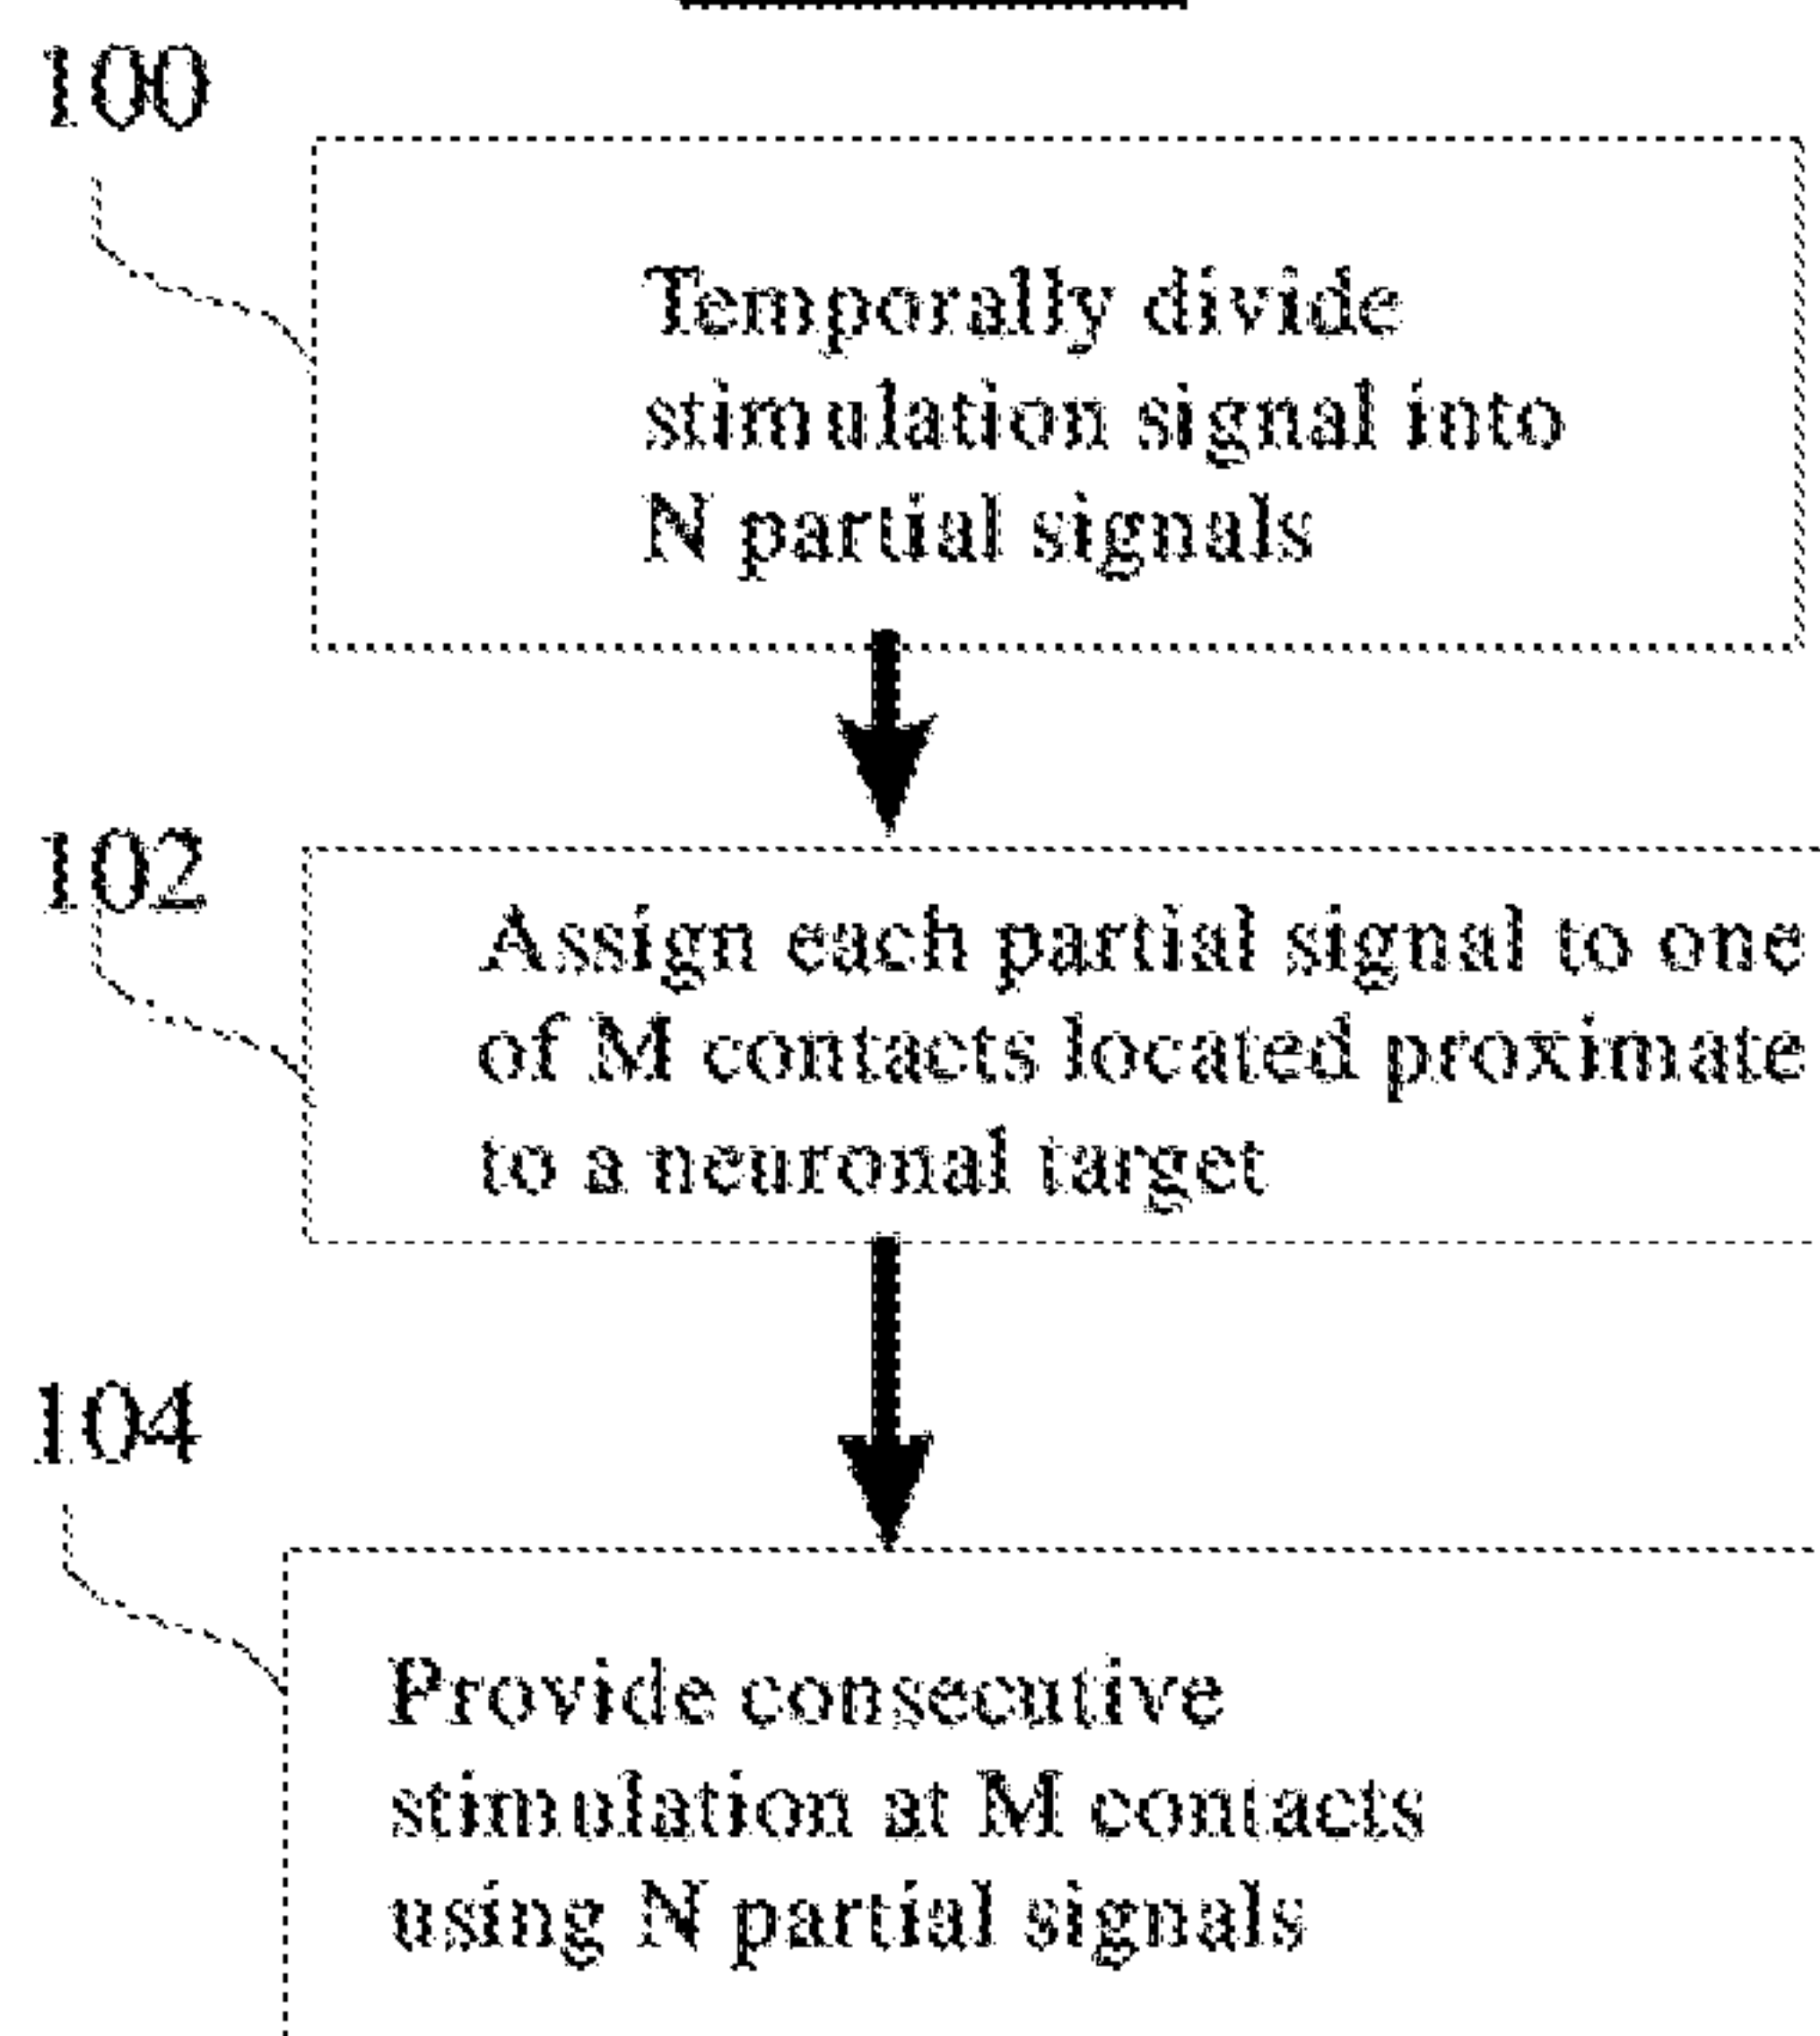 100
Temporally divide
stimulation signal into
N partial signals
102
Assign each partial signal to one
of M contacts located proximate
to a neuronal target
104
Provide consecutive
stimulation at M contacts
using N partial signals